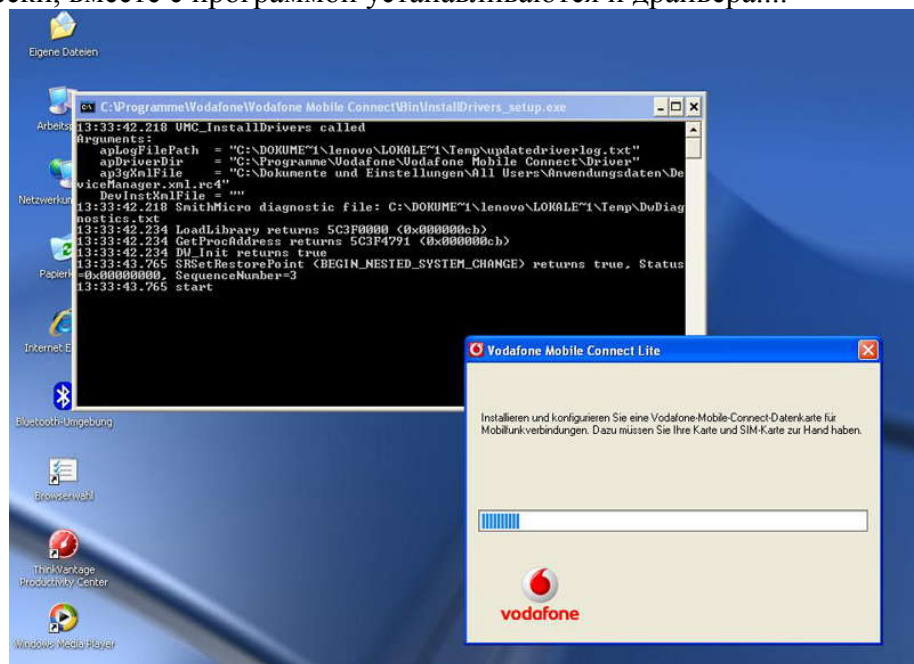 вместе с программой устанавливаются и драйвера....
Eigene Dateien
C:\Programme\Vodafone\Vodafone Mobile Connect\Bin\InstallDrivers_setup.exe
13:33:42.218 VMC_InstallDrivers called
Arguments:
apLogFilePath = "C:\DOKUME~1\lenovo\LOKALE~1\Temp\updatedriverlog.txt"
apDriverDir = "C:\Programme\Vodafone\Vodafone Mobile Connect\Driver"
ap3gXmlFile = "C:\Dokumente und Einstellungen\All Users\Anwendungsdaten\De
viceManager.xml.rc4"
DevInstXmlFile = ""
13:33:42.218 SmithMicro diagnostic file: C:\DOKUME~1\lenovo\LOKALE~1\Temp\DwDiag
nostics.txt
13:33:42.234 LoadLibrary returns 5C3F0000 (0x000000cb)
13:33:42.234 GetProcAddress returns 5C3F4791 (0x000000cb)
13:33:42.234 DW_Init returns true
13:33:43.765 SRSetRestorePoint (BEGIN_NESTED_SYSTEM_CHANGE) returns true, Status
=0x00000000, SequenceNumber=3
13:33:43.765 start
Arbeits
Netzwerkun
Papierk
Internet E
Bluetooth-Umgebung
Browserwahl
ThinkVantage
Productivity Center
Windows Media Player
Vodafone Mobile Connect Lite
Installieren und konfigurieren Sie eine Vodafone-Mobile-Connect-Datenkarte für
Mobilfunkverbindungen. Dazu müssen Sie Ihre Karte und SIM-Karte zur Hand haben.
vodafone